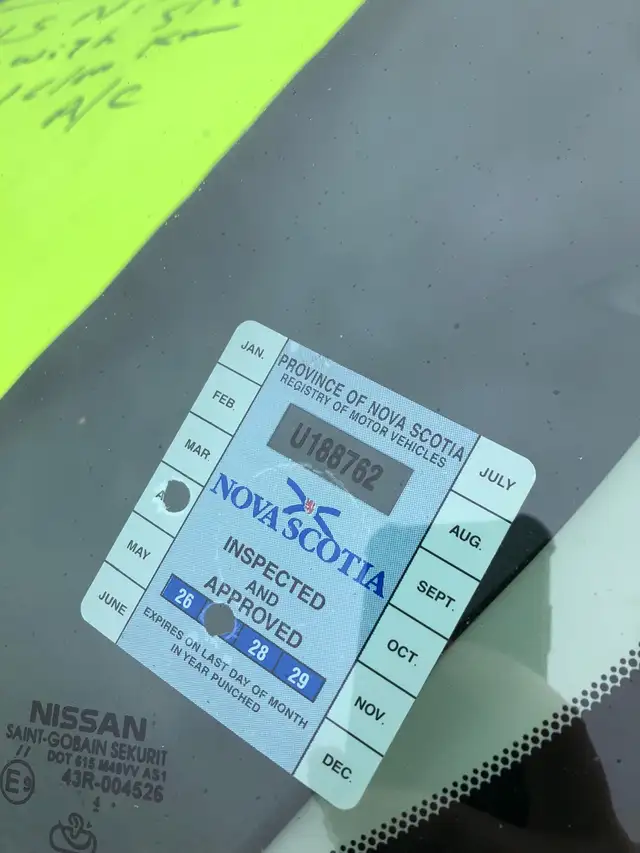 with
A/C
JAN.
FEB.
MAR
A
MAY
JUNE
PROVINCE OF NOVA SCOTIA
REGISTRY OF MOTOR VEHICLES
U188762
NOVA SCOTIA
INSPECTED
AND
APPROVED
26 28 29
EXPIRES ON LAST DAY OF MONTH
IN YEAR PUNCHED
JULY
AUG.
SEPT.
OCT.
NOV.
DEC.
NISSAN
SAINT-GOBAIN SEKURIT
DOT 615 M49VV AS1
43R-004526